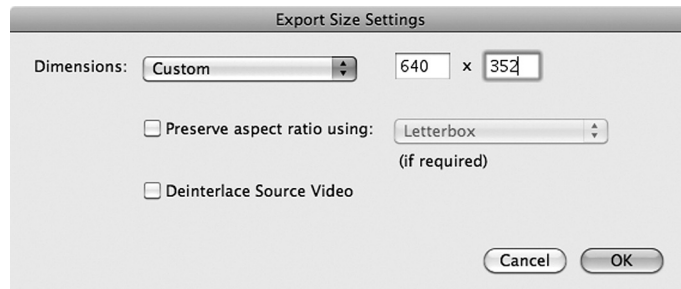 Export Size Settings
Dimensions: Custom 640 x 352
Preserve aspect ratio using: Letterbox
(if required)
Deinterlace Source Video
Cancel OK